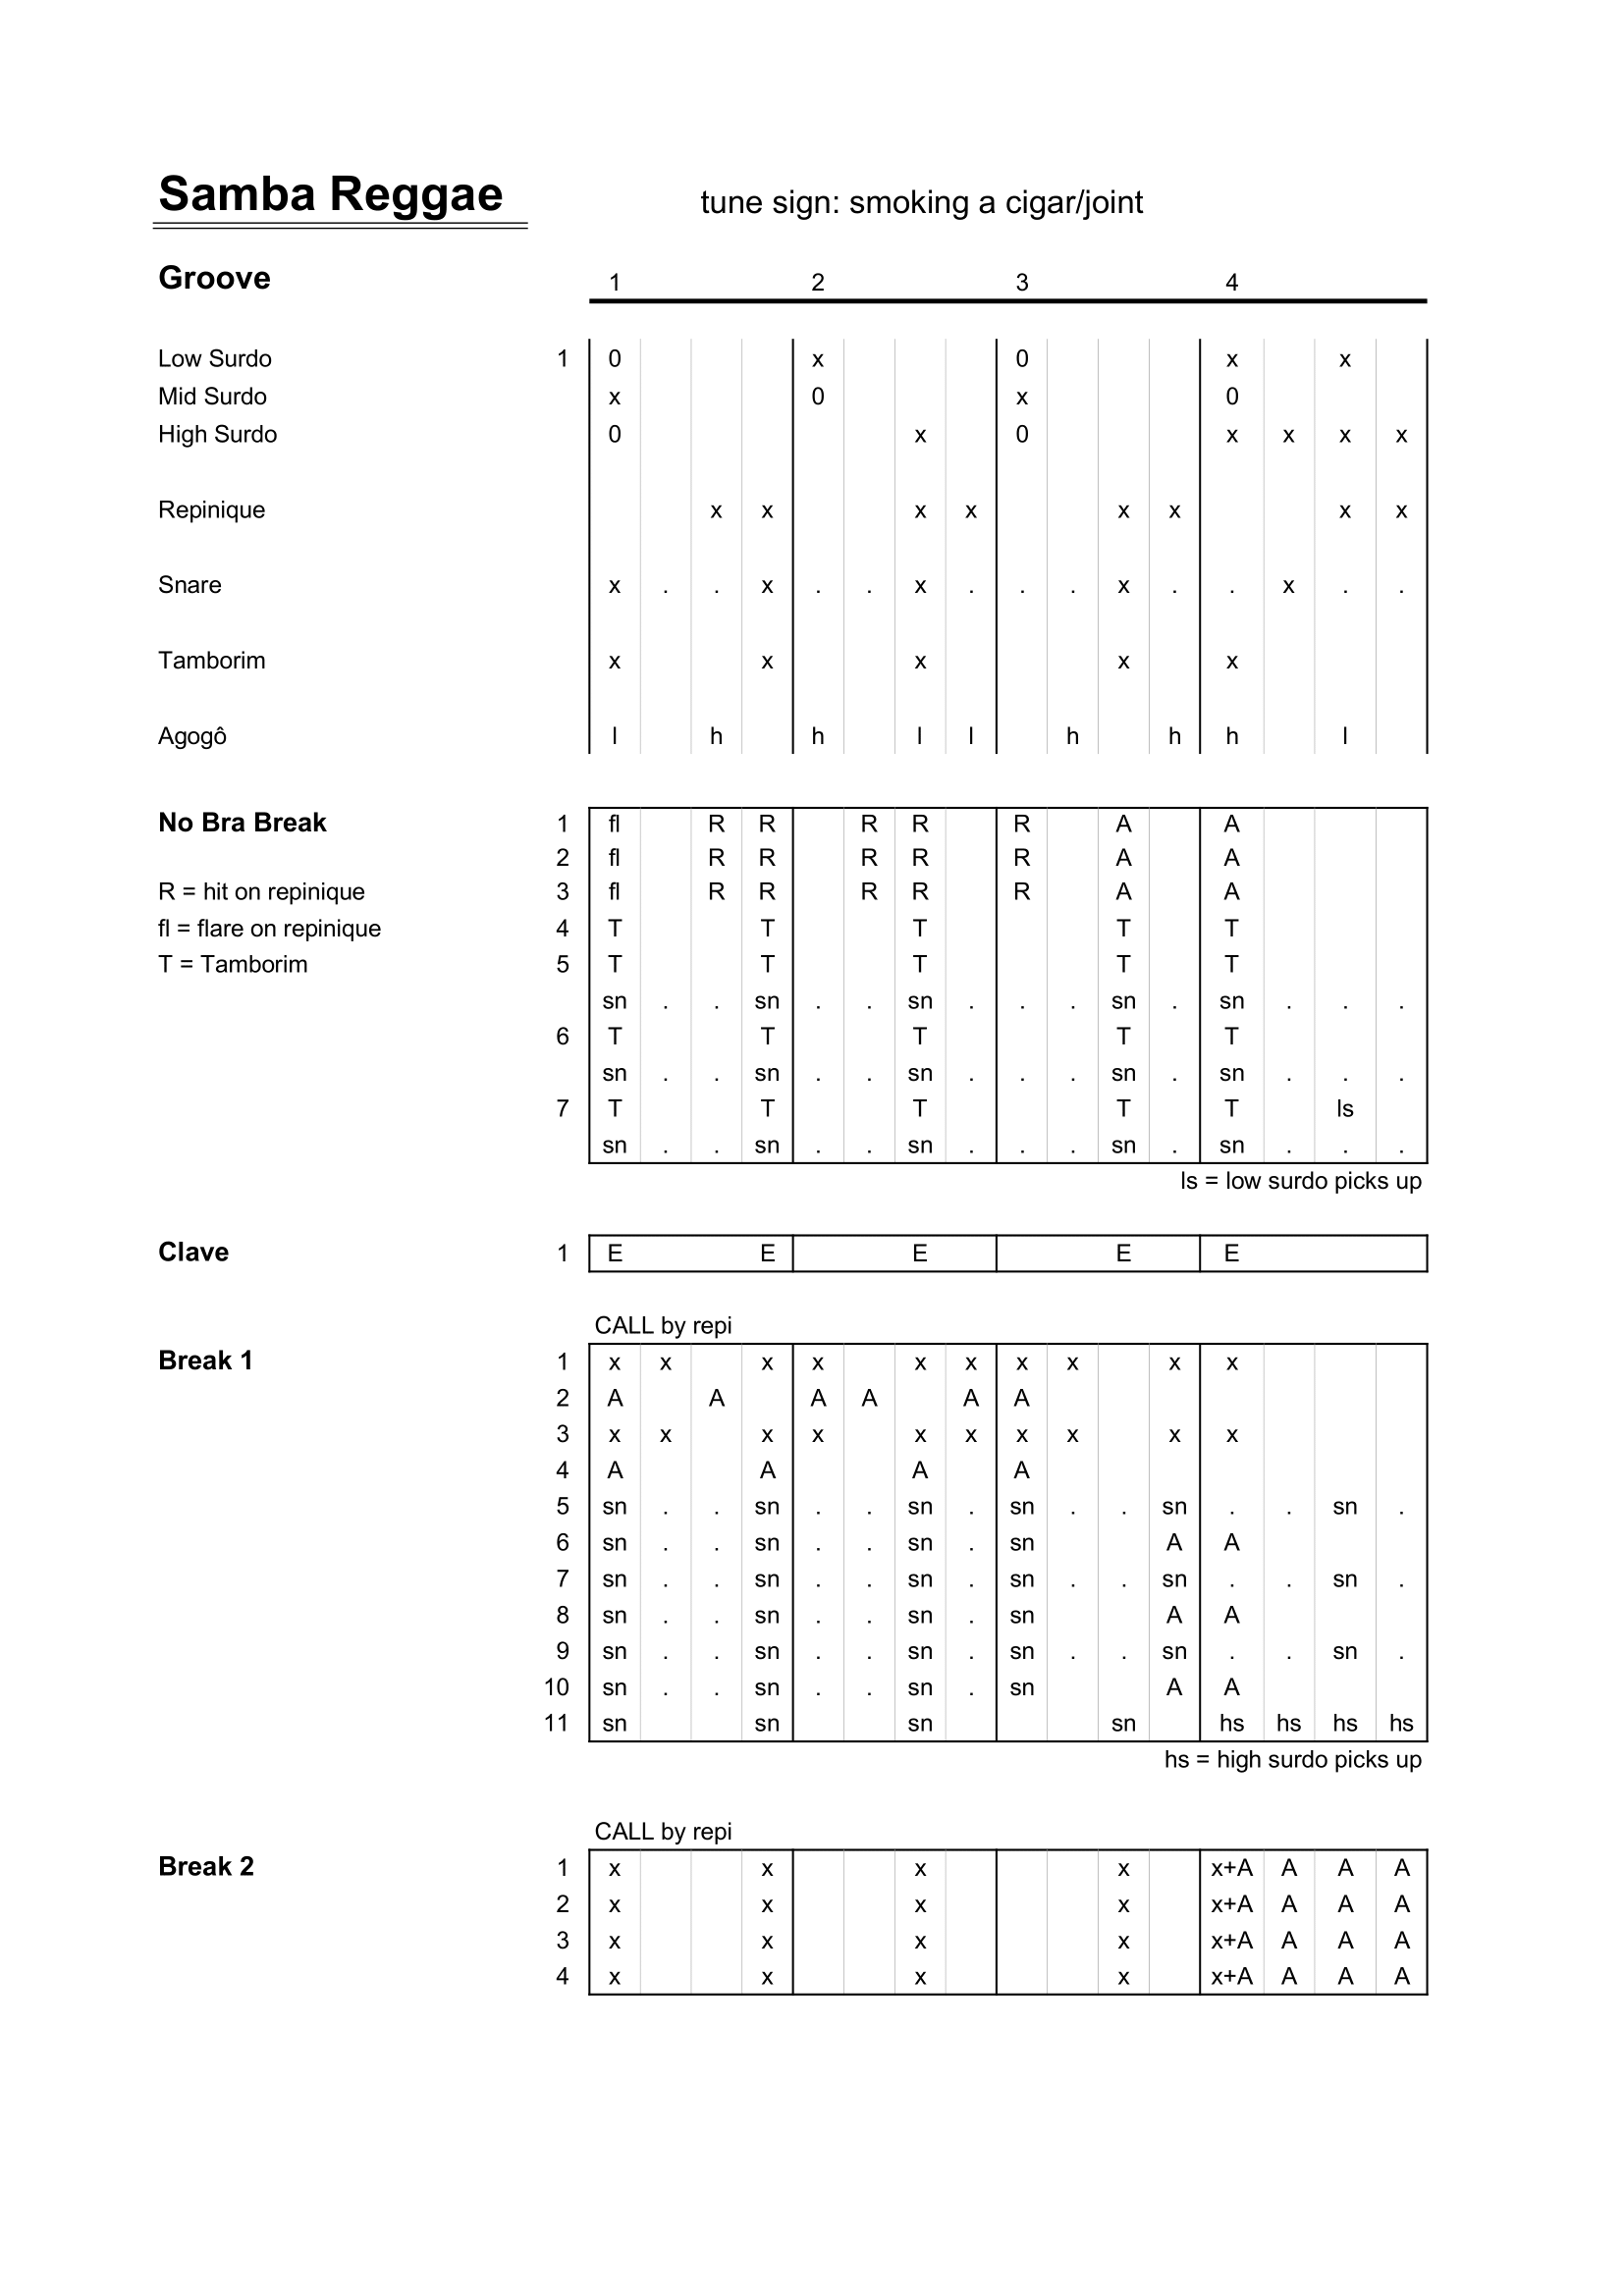 Samba Reggae tune sign: smoking a cigar/joint
Groove 1 2 3 4
Low Surdo 1 0 x 0 x x
Mid Surdo x 0 x 0
High Surdo 0 x 0 x x x x
Repinique x x x x x x x x
Snare x . . x . . x . . . x . . x . .
Tamborim x x x x x
Agogô l h h l l h h h l
No Bra Break 1 fl R R R R R A A
2 fl R R R R R A A
R = hit on repinique 3 fl R R R R R A A
fl = flare on repinique 4 T T T T T
T = Tamborim 5 T T T T T
sn . . sn . . sn . . . sn . sn . . .
6 T T T T T
sn . . sn . . sn . . . sn . sn . . .
7 T T T T T ls
sn . . sn . . sn . . . sn . sn . . .
ls = low surdo picks up
Clave 1 E E E E E
CALL by repi
Break 1 1 x x x x x x x x x x
2 A A A A A A
3 x x x x x x x x x x
4 A A A A
5 sn . . sn . . sn . sn . . sn . . sn .
6 sn . . sn . . sn . sn A A
7 sn . . sn . . sn . sn . . sn . . sn .
8 sn . . sn . . sn . sn A A
9 sn . . sn . . sn . sn . . sn . . sn .
10 sn . . sn . . sn . sn A A
11 sn sn sn sn hs hs hs hs
hs = high surdo picks up
CALL by repi
Break 2 1 x x x x x+A A A A
2 x x x x x+A A A A
3 x x x x x+A A A A
4 x x x x x+A A A A